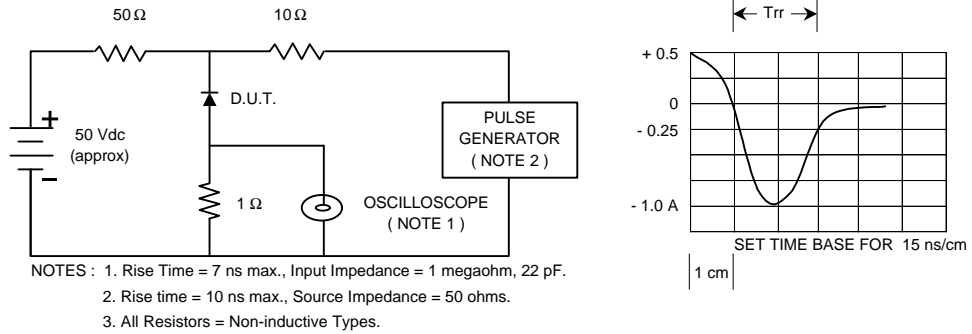 50 Ω
10 Ω
D.U.T.
+
50 Vdc
(approx)
−
1 Ω
OSCILLOSCOPE
( NOTE 1 )
PULSE
GENERATOR
( NOTE 2 )
NOTES : 1. Rise Time = 7 ns max., Input Impedance = 1 megaohm, 22 pF.
2. Rise time = 10 ns max., Source Impedance = 50 ohms.
3. All Resistors = Non-inductive Types.
Trr
+ 0.5
0
- 0.25
- 1.0 A
SET TIME BASE FOR 15 ns/cm
1 cm